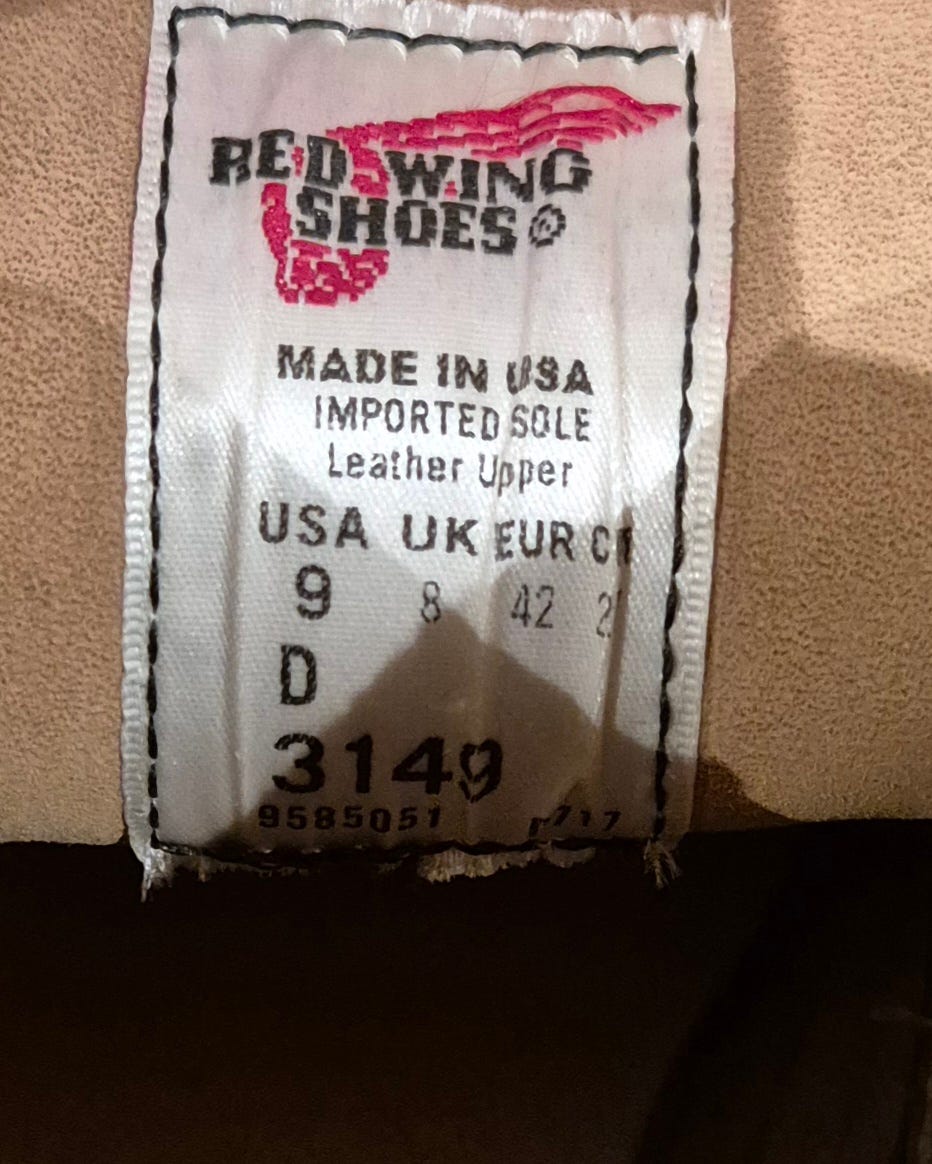 RED WING
SHOES®
MADE IN USA
IMPORTED SOLE
Leather Upper
USA UK EUR
9 8 42
D
3149
9585051